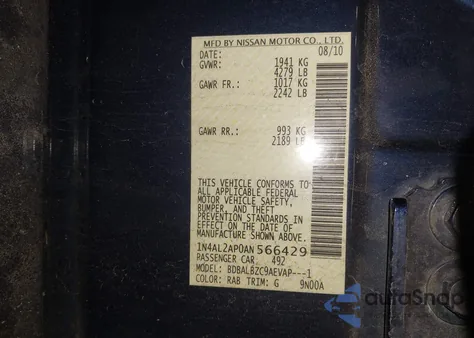 MFD BY NISSAN MOTOR CO., LTD.
DATE: 08/10
GVWR: 1941 KG
4279 LB
GAWR FR.: 1017 KG
2242 LB
GAWR RR.: 993 KG
2189 LB
THIS VEHICLE CONFORMS TO
ALL APPLICABLE FEDERAL
MOTOR VEHICLE SAFETY,
BUMPER, AND THEFT
PREVENTION STANDARDS IN
EFFECT ON THE DATE OF
MANUFACTURE SHOWN ABOVE.
1N4AL2AP0AN566429
PASSENGER CAR. 492
MODEL: BDBALBZC9AEVAP---1
COLOR: RAB TRIM: G 9N00A
autoSnap